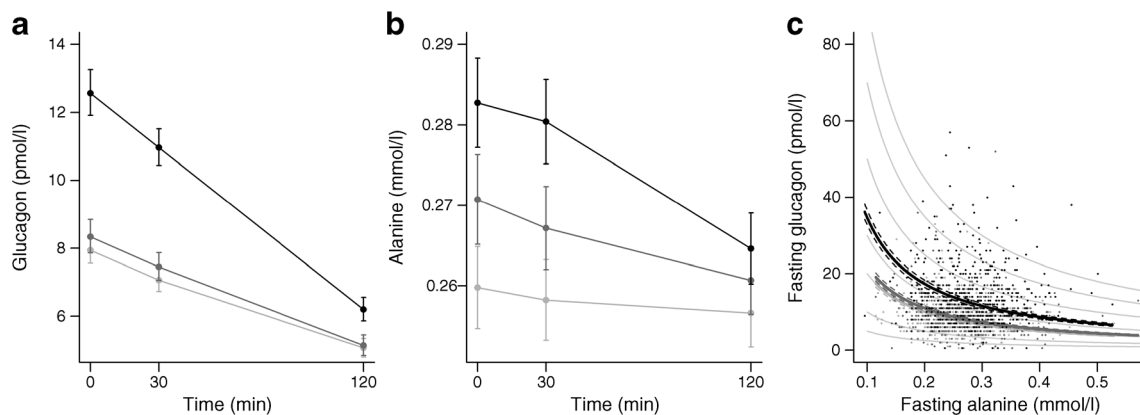 a
Glucagon (pmol/l)
14
12
10
8
6
0 30 120
Time (min)
b
Alanine (mmol/l)
0.29
0.28
0.27
0.26
0 30 120
Time (min)
c
Fasting glucagon (pmol/l)
80
60
40
20
0
0.1 0.2 0.3 0.4 0.5
Fasting alanine (mmol/l)